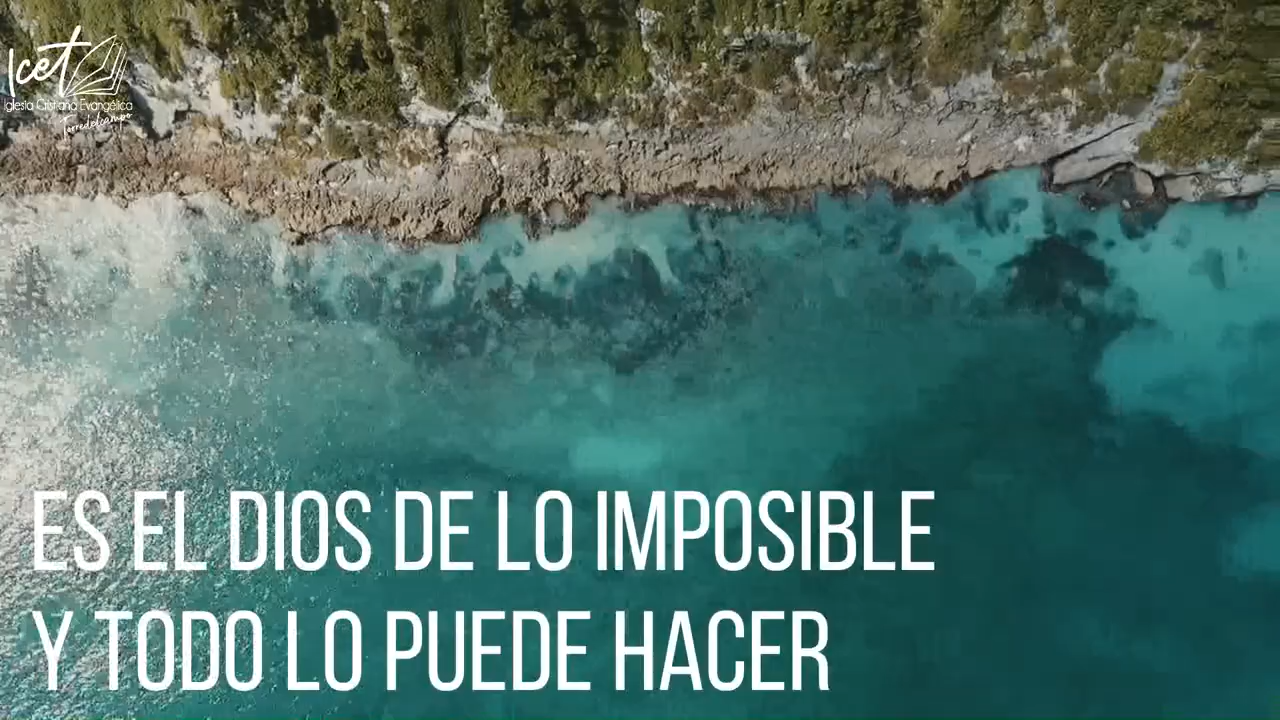 Icet
Iglesia Cristiana Evangélica
Torredelcampo
ES EL DIOS DE LO IMPOSIBLE
Y TODO LO PUEDE HACER